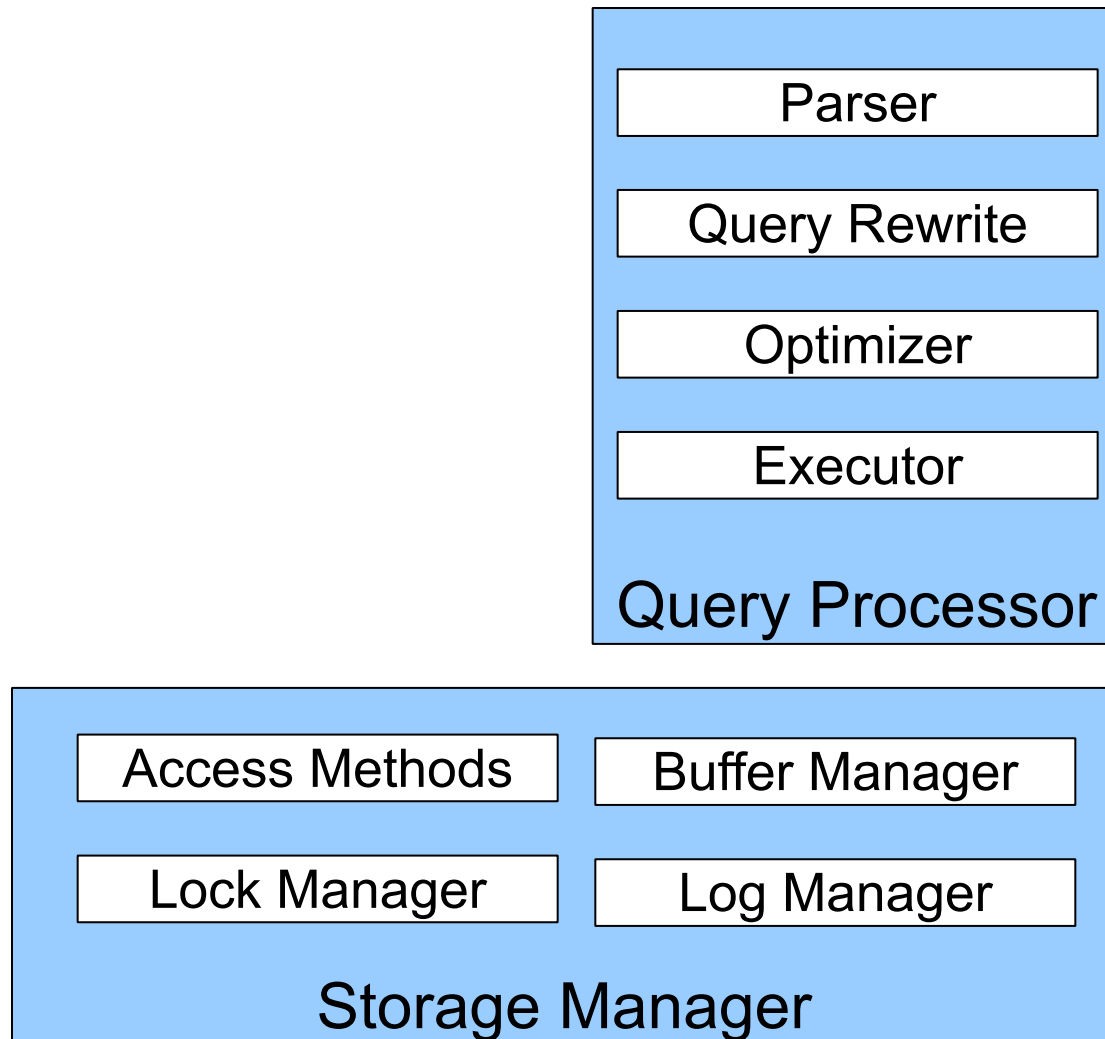 Parser
Query Rewrite
Optimizer
Executor
Query Processor
Access Methods
Buffer Manager
Lock Manager
Log Manager
Storage Manager